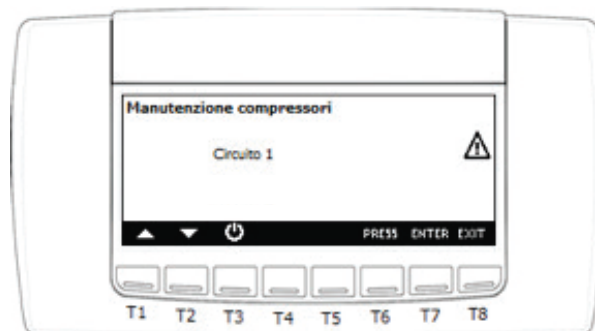 Manutenzione compressori
Circuito 1
PRESS ENTER EXIT
T1 T2 T3 T4 T5 T6 T7 T8